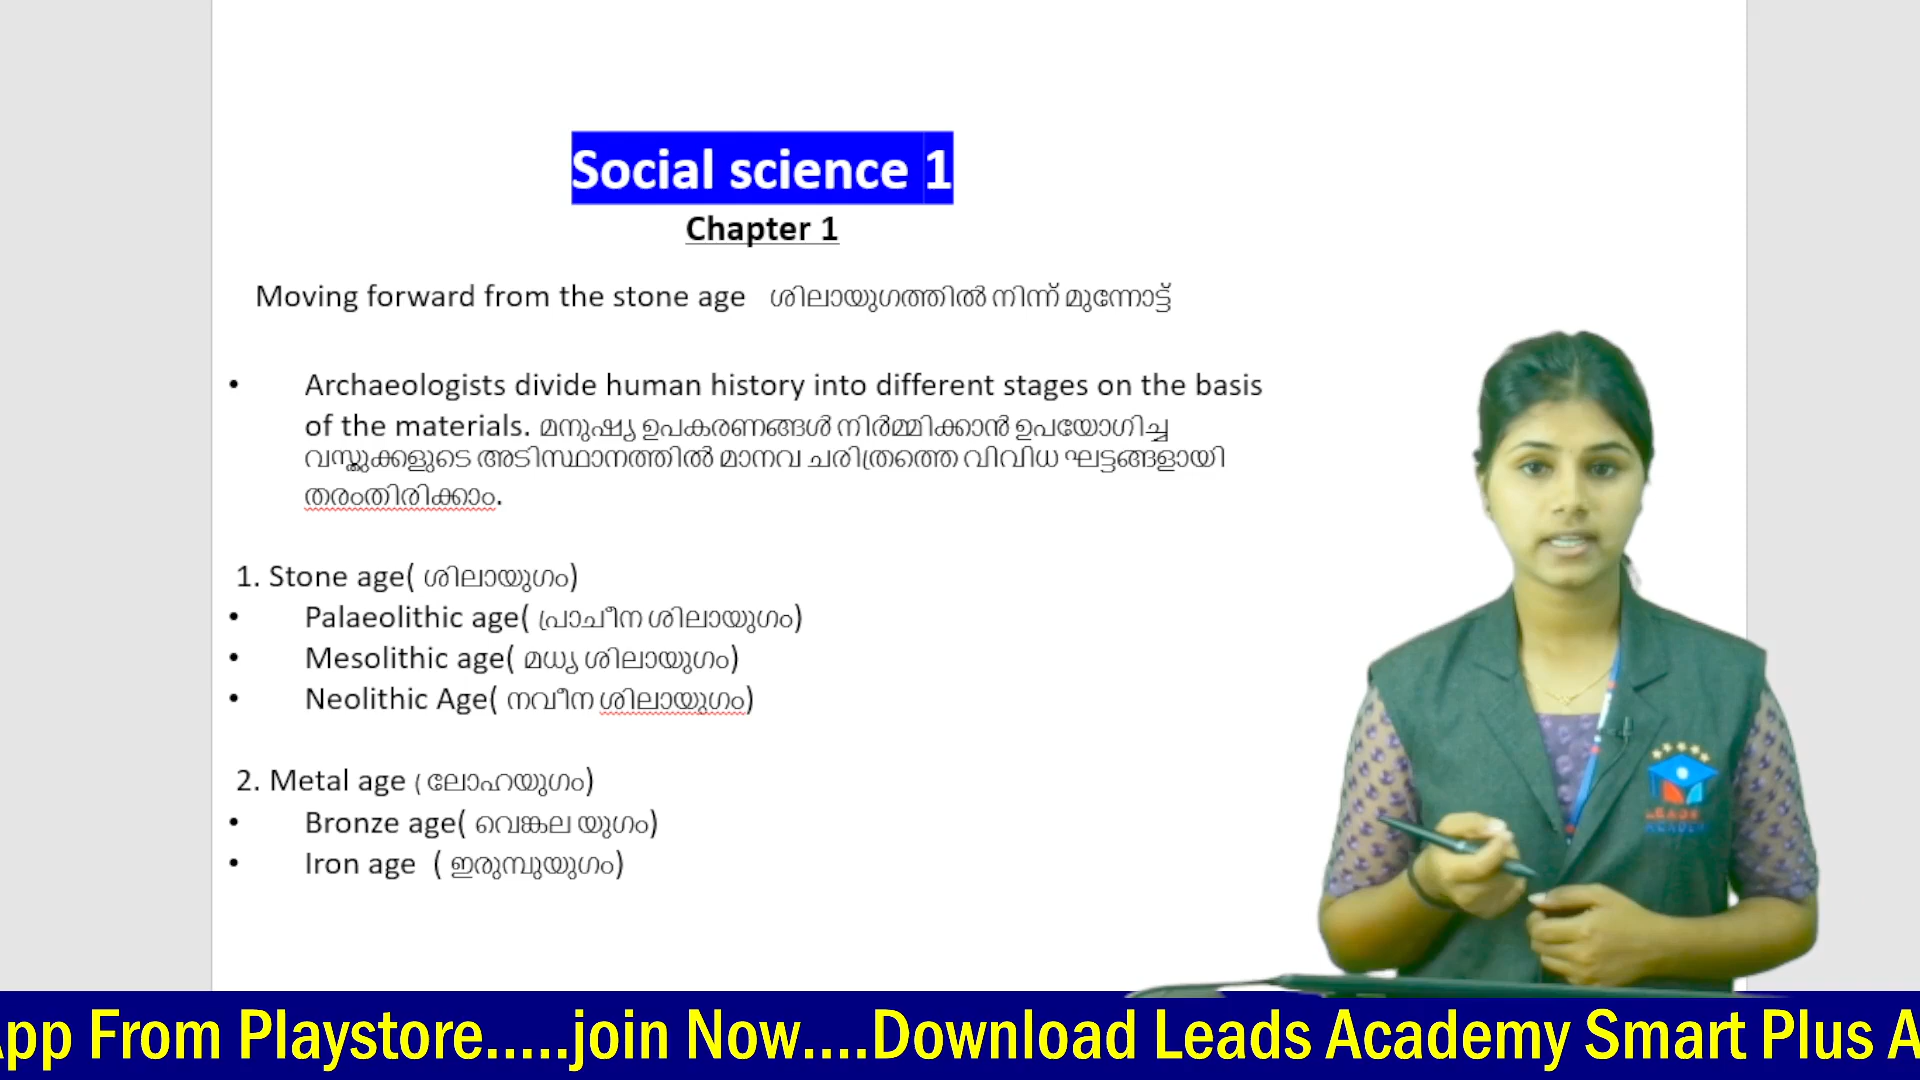 Social science 1
Chapter 1
Moving forward from the stone age ശിലായുഗത്തിൽ നിന്ന് മുന്നോട്ട്
• Archaeologists divide human history into different stages on the basis
of the materials. മനുഷ്യ ഉപകരണങ്ങൾ നിർമ്മിക്കാൻ ഉപയോഗിച്ച
വസ്തുക്കളുടെ അടിസ്ഥാനത്തിൽ മാനവ ചരിത്രത്തെ വിവിധ ഘട്ടങ്ങളായി
തരംതിരിക്കാം.
1. Stone age( ശിലായുഗം)
• Palaeolithic age( പ്രാചീന ശിലായുഗം)
• Mesolithic age( മധ്യ ശിലായുഗം)
• Neolithic Age( നവീന ശിലായുഗം)
2. Metal age ( ലോഹയുഗം)
• Bronze age( വെങ്കല യുഗം)
• Iron age ( ഇരുമ്പുയുഗം)
LEADS
ACADEMY
App From Playstore.....join Now....Download Leads Academy Smart Plus A